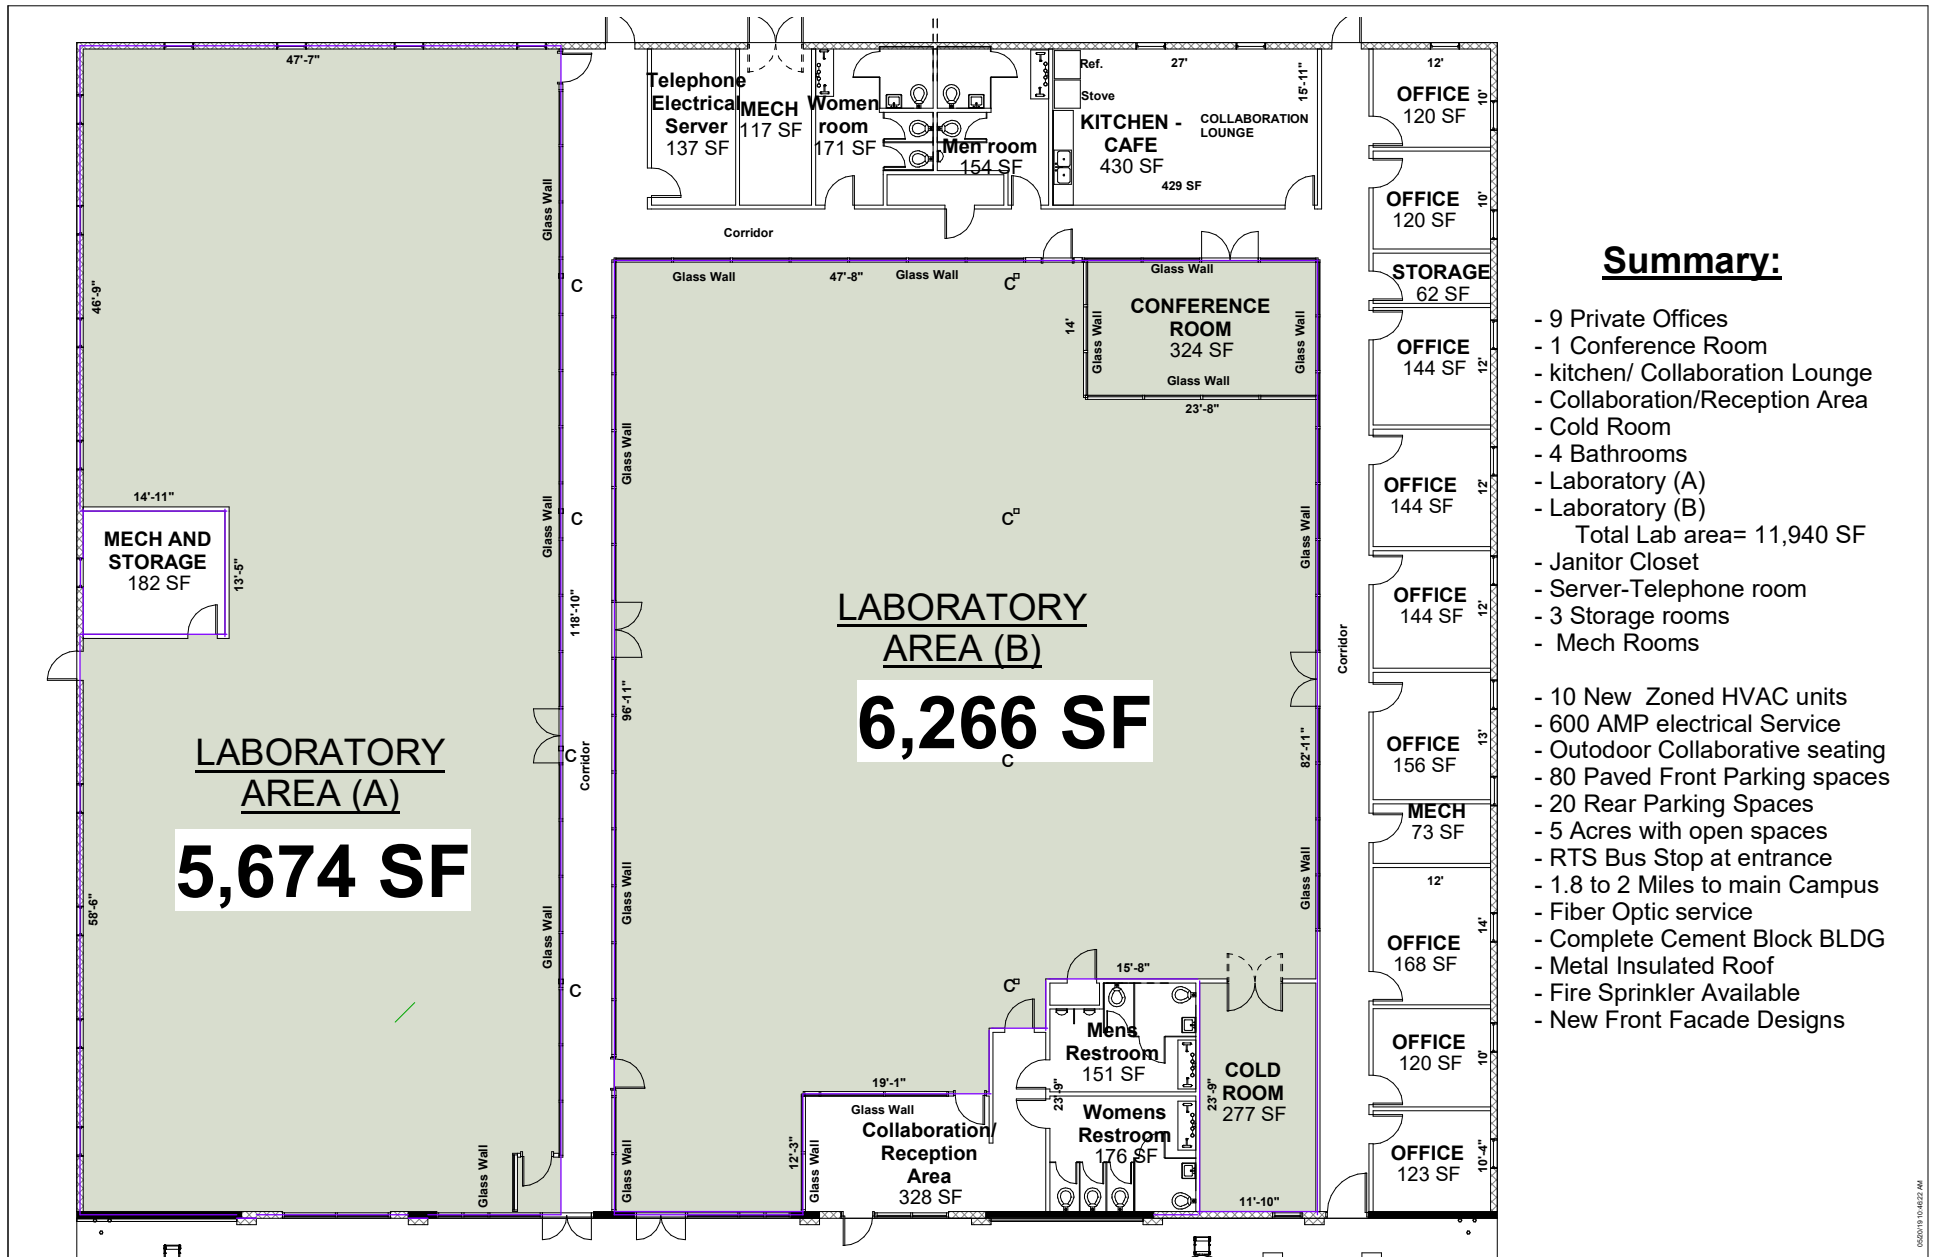 47'-7"
Telephone
Electrical
Server
137 SF
MECH
117 SF
Women
room
171 SF
Men room
154 SF
Ref.
Stove
27'
15'-11"
KITCHEN -
CAFE
430 SF
COLLABORATION
LOUNGE
429 SF
12'
OFFICE
120 SF
10'
OFFICE
120 SF
10'
STORAGE
62 SF
OFFICE
144 SF
12'
OFFICE
144 SF
12'
OFFICE
144 SF
12'
OFFICE
156 SF
13'
MECH
73 SF
12'
OFFICE
168 SF
14'
OFFICE
120 SF
10'
OFFICE
123 SF
10'-4"
Corridor
Corridor
Corridor
Glass Wall
Glass Wall
Glass Wall
Glass Wall
C
C
C
C
46'-9"
14'-11"
MECH AND
STORAGE
182 SF
13'-5"
118'-10"
LABORATORY
AREA (A)
5,674 SF
58'-6"
Glass Wall
47'-8"
Glass Wall
C
Glass Wall
CONFERENCE
ROOM
324 SF
14'
Glass Wall
Glass Wall
Glass Wall
23'-8"
Glass Wall
Glass Wall
Glass Wall
C
Glass Wall
LABORATORY
AREA (B)
6,266 SF
C
96'-11"
82'-11"
Glass Wall
C
15'-8"
Mens
Restroom
151 SF
23'-9"
Womens
Restroom
176 SF
23'-9"
COLD
ROOM
277 SF
11'-10"
19'-1"
Glass Wall
Collaboration/
Reception
Area
328 SF
12'-3"
Glass Wall
Summary:
- 9 Private Offices
- 1 Conference Room
- kitchen/ Collaboration Lounge
- Collaboration/Reception Area
- Cold Room
- 4 Bathrooms
- Laboratory (A)
- Laboratory (B)
Total Lab area= 11,940 SF
- Janitor Closet
- Server-Telephone room
- 3 Storage rooms
- Mech Rooms
- 10 New Zoned HVAC units
- 600 AMP electrical Service
- Outodoor Collaborative seating
- 80 Paved Front Parking spaces
- 20 Rear Parking Spaces
- 5 Acres with open spaces
- RTS Bus Stop at entrance
- 1.8 to 2 Miles to main Campus
- Fiber Optic service
- Complete Cement Block BLDG
- Metal Insulated Roof
- Fire Sprinkler Available
- New Front Facade Designs